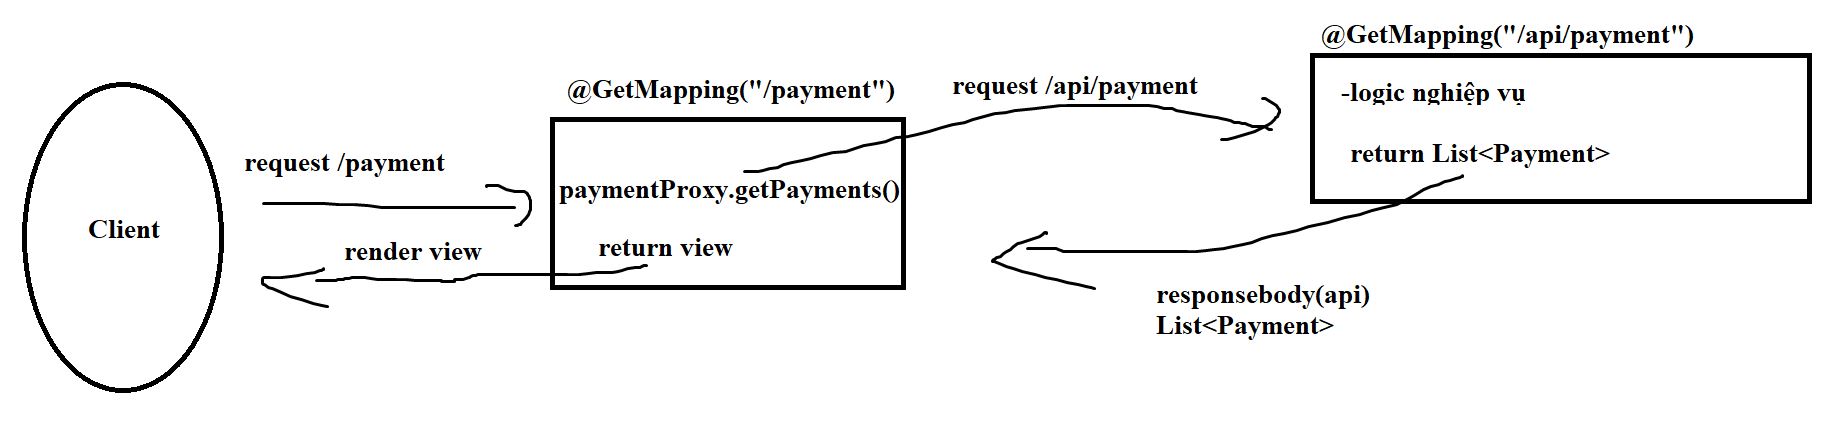 @GetMapping("/api/payment")
-logic nghiệp vụ
return List<Payment>
@GetMapping("/payment")
request /api/payment
request /payment
paymentProxy.getPayments()
Client
render view
return view
responsebody(api)
List<Payment>